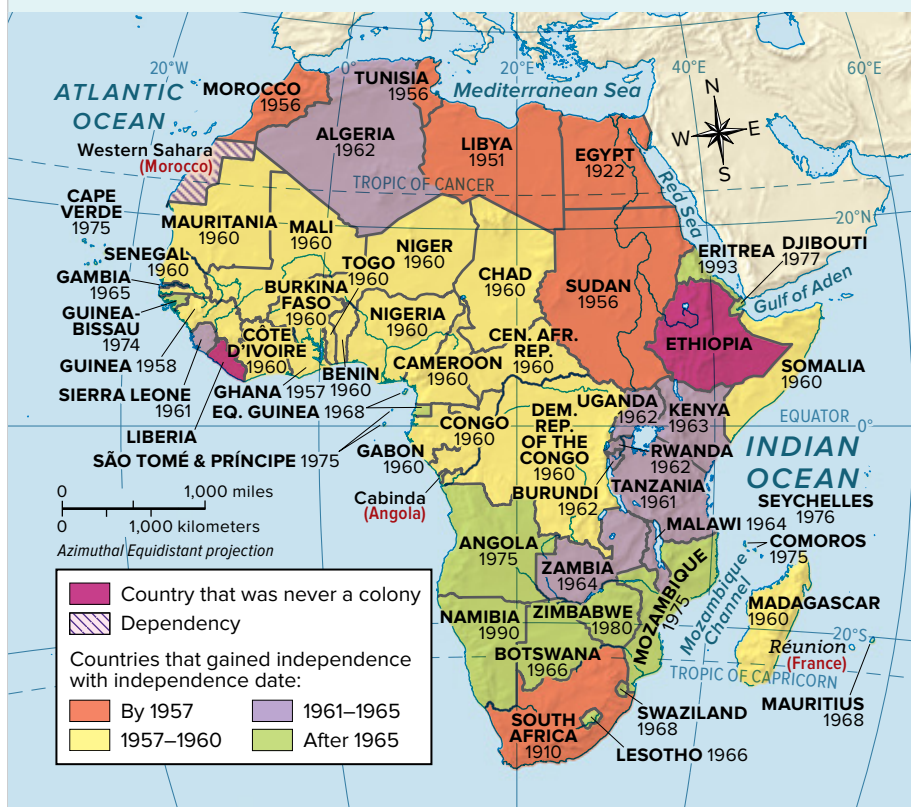 20°W
0°
20°E
40°E
60°E
ATLANTIC
OCEAN
MOROCCO
1956
TUNISIA
1956
Mediterranean Sea
N
W
E
S
ALGERIA
1962
LIBYA
1951
EGYPT
1922
Western Sahara
(Morocco)
TROPIC OF CANCER
Red Sea
CAPE
VERDE
1975
20°N
MAURITANIA
1960
MALI
1960
NIGER
1960
CHAD
1960
SUDAN
1956
ERITREA
1993
DJIBOUTI
1977
Gulf of Aden
SENEGAL
1960
GAMBIA
1965
GUINEA-
BISSAU
1974
GUINEA 1958
SIERRA LEONE
1961
LIBERIA
BURKINA
FASO
1960
TOGO
1960
CÔTE
D'IVOIRE
1960
GHANA 1957
BENIN
1960
NIGERIA
1960
CAMEROON
1960
CEN. AFR.
REP.
1960
ETHIOPIA
SOMALIA
1960
EQ. GUINEA 1968
SÃO TOMÉ & PRÍNCIPE 1975
GABON
1960
CONGO
1960
DEM.
REP.
OF THE
CONGO
1960
UGANDA
1962
KENYA
1963
EQUATOR
0°
RWANDA
1962
BURUNDI
1962
TANZANIA
1961
INDIAN
OCEAN
SEYCHELLES
1976
Cabinda
(Angola)
ANGOLA
1975
ZAMBIA
1964
MALAWI 1964
COMOROS
1975
MOZAMBIQUE
1975
Mozambique
Channel
MADAGASCAR
1960
NAMIBIA
1990
ZIMBABWE
1980
BOTSWANA
1966
20°S
Réunion
(France)
TROPIC OF CAPRICORN
MAURITIUS
1968
SOUTH
AFRICA
1910
SWAZILAND
1968
LESOTHO 1966
0
1,000 miles
0
1,000 kilometers
Azimuthal Equidistant projection
Country that was never a colony
Dependency
Countries that gained independence
with independence date:
By 1957
1961–1965
1957–1960
After 1965